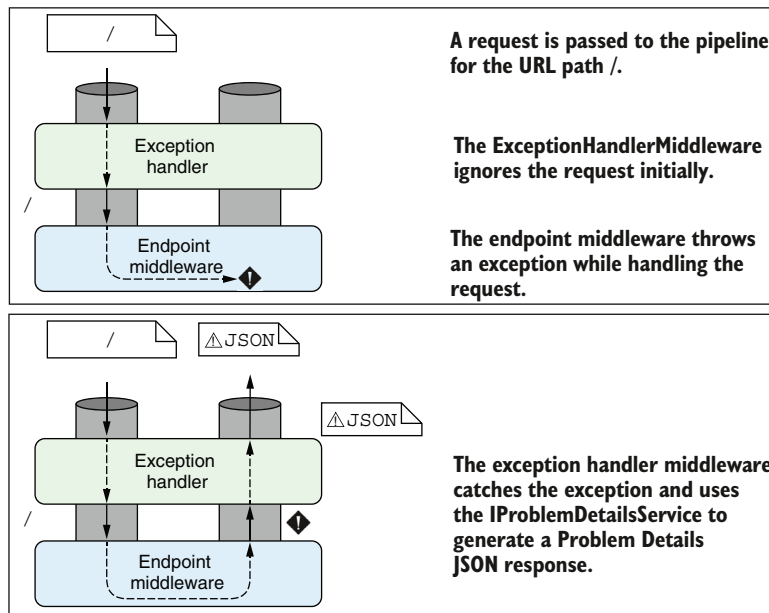 /
A request is passed to the pipeline
for the URL path /.
Exception
handler
The ExceptionHandlerMiddleware
ignores the request initially.
/
Endpoint
middleware
The endpoint middleware throws
an exception while handling the
request.
/
⚠JSON
⚠JSON
Exception
handler
The exception handler middleware
catches the exception and uses
the IProblemDetailsService to
generate a Problem Details
JSON response.
/
Endpoint
middleware